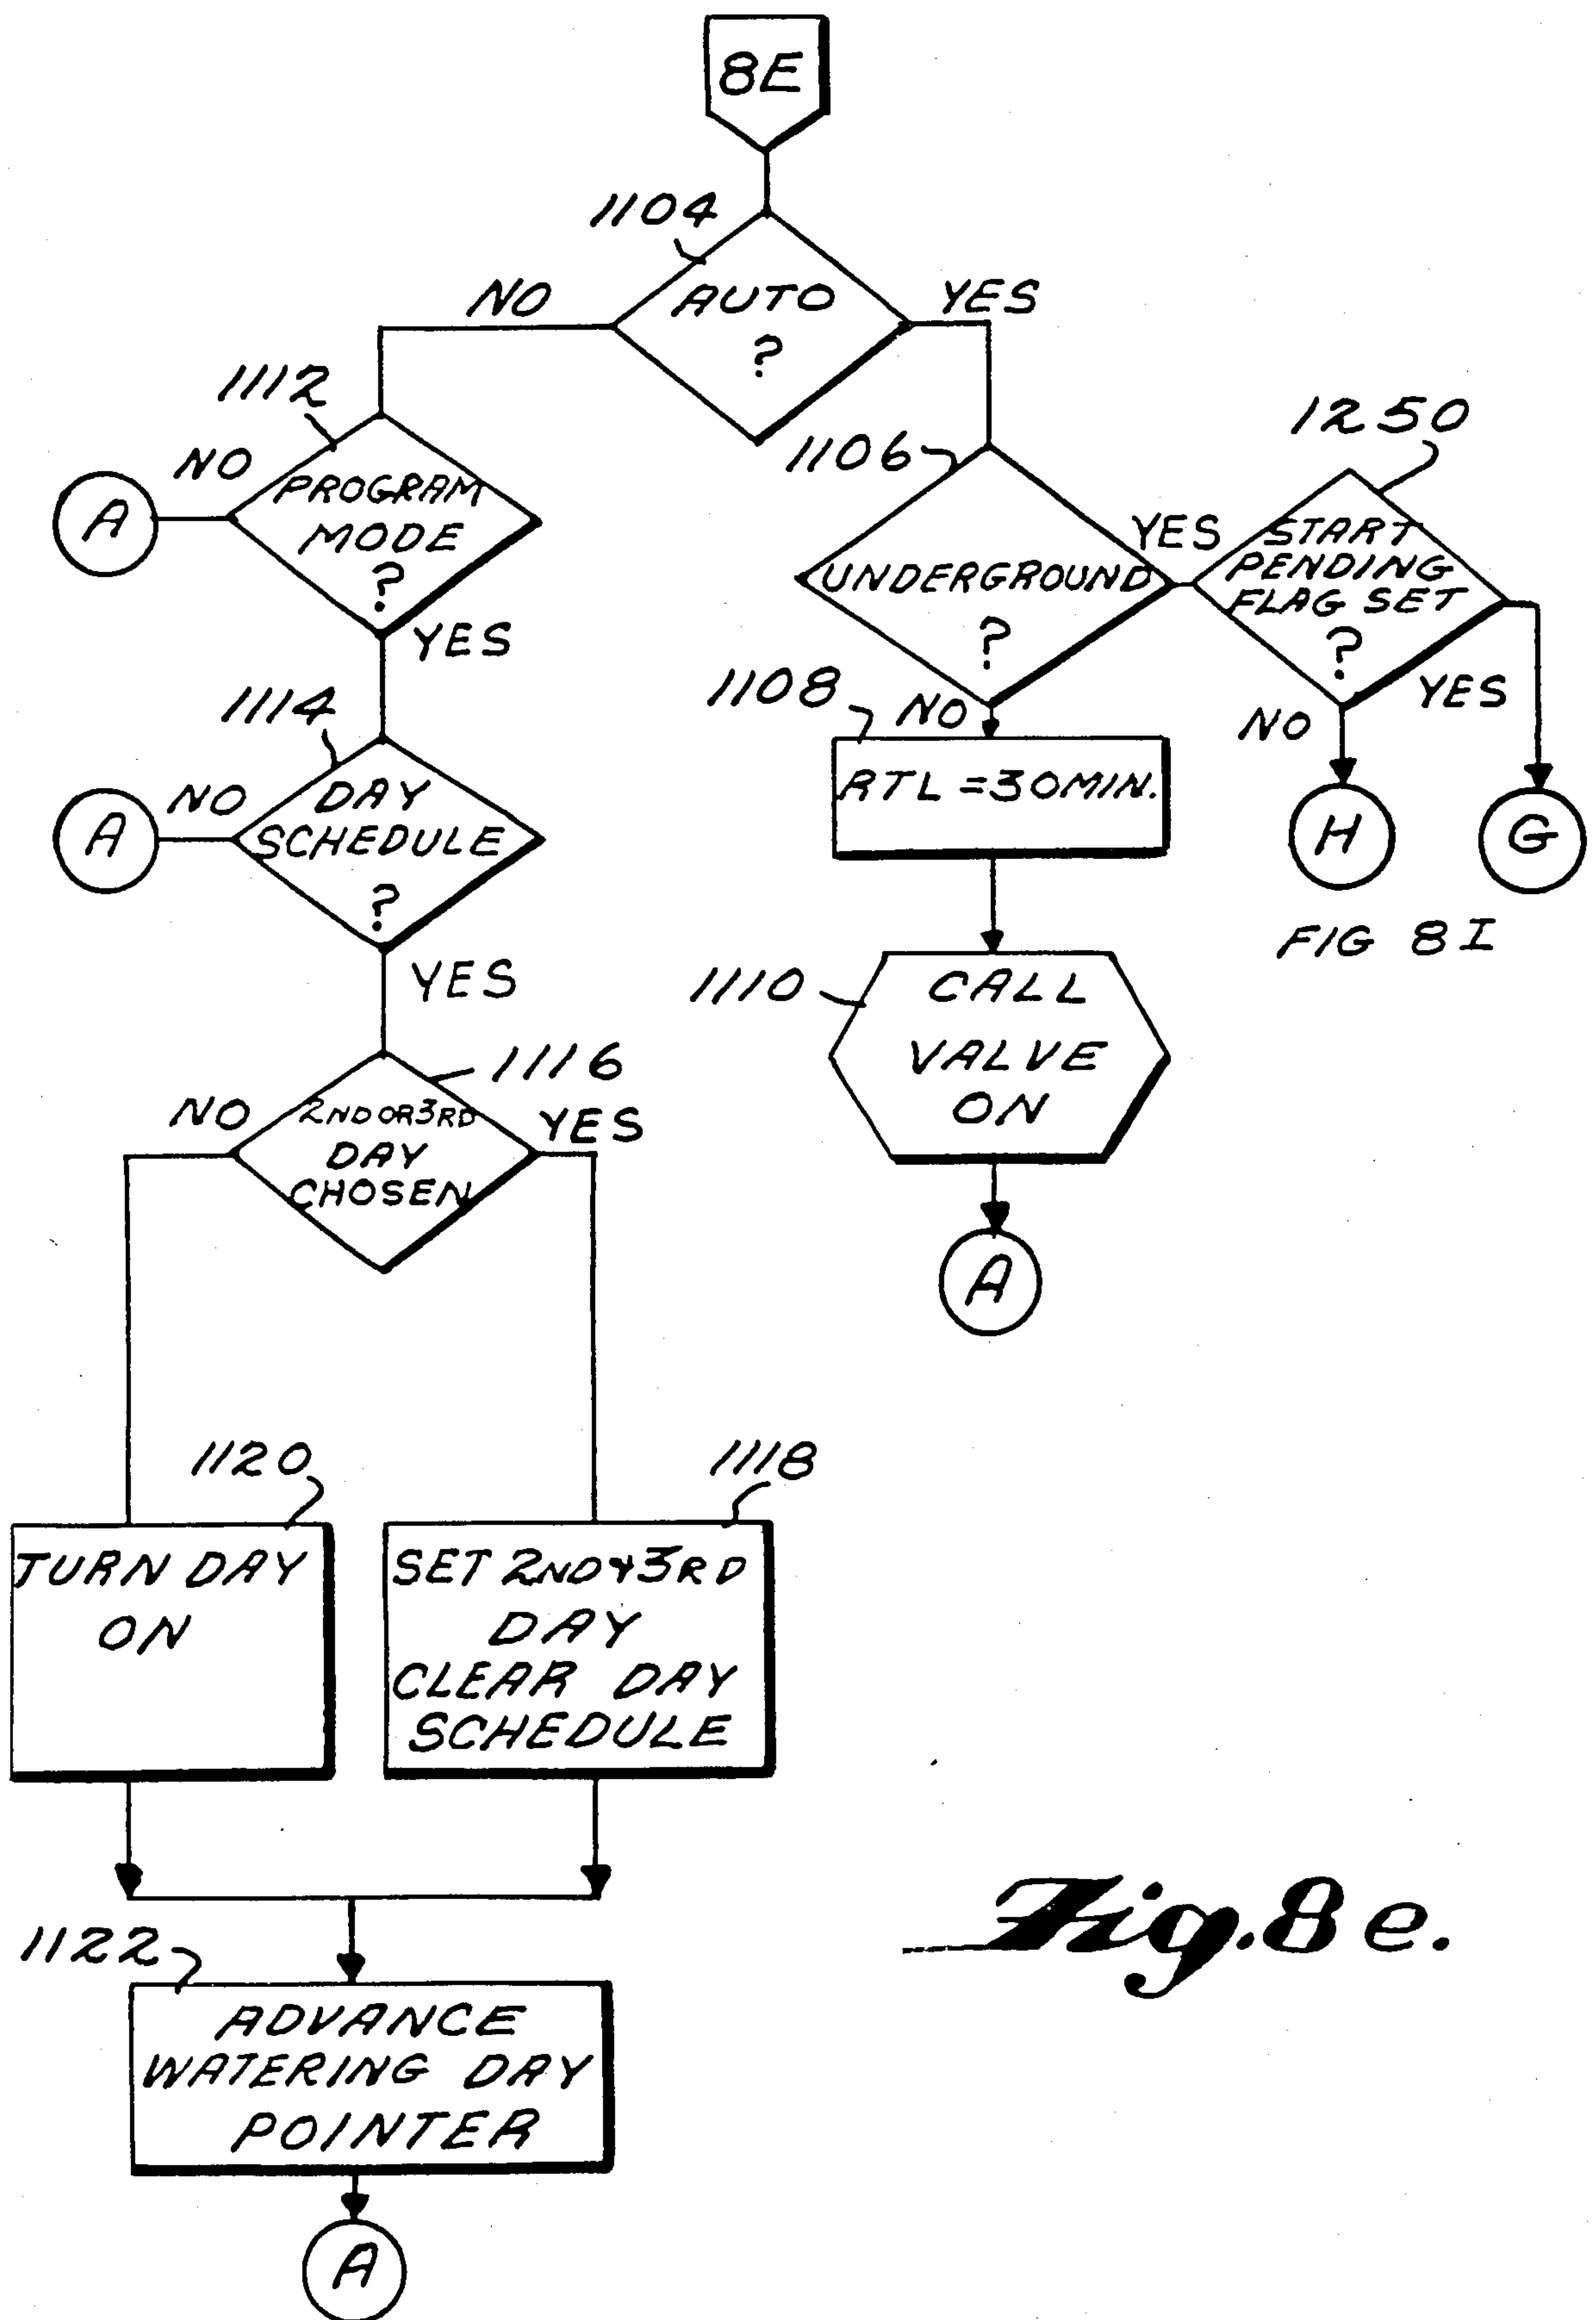 8E
1104
AUTO
?
NO
YES
1112
NO
PROGRAM
MODE
?
A
YES
1106
UNDERGROUND
?
YES
1250
START
PENDING
FLAG SET
?
NO
YES
H
G
FIG 8I
1108
NO
RTL = 30MIN.
1110
CALL
VALVE
ON
A
1114
NO
DAY
SCHEDULE
?
A
YES
1116
NO
2ND OR 3RD
DAY
CHOSEN
YES
1120
TURN DAY
ON
1118
SET 2ND & 3RD
DAY
CLEAR DAY
SCHEDULE
1122
ADVANCE
WATERING DAY
POINTER
A
Fig. 8e.